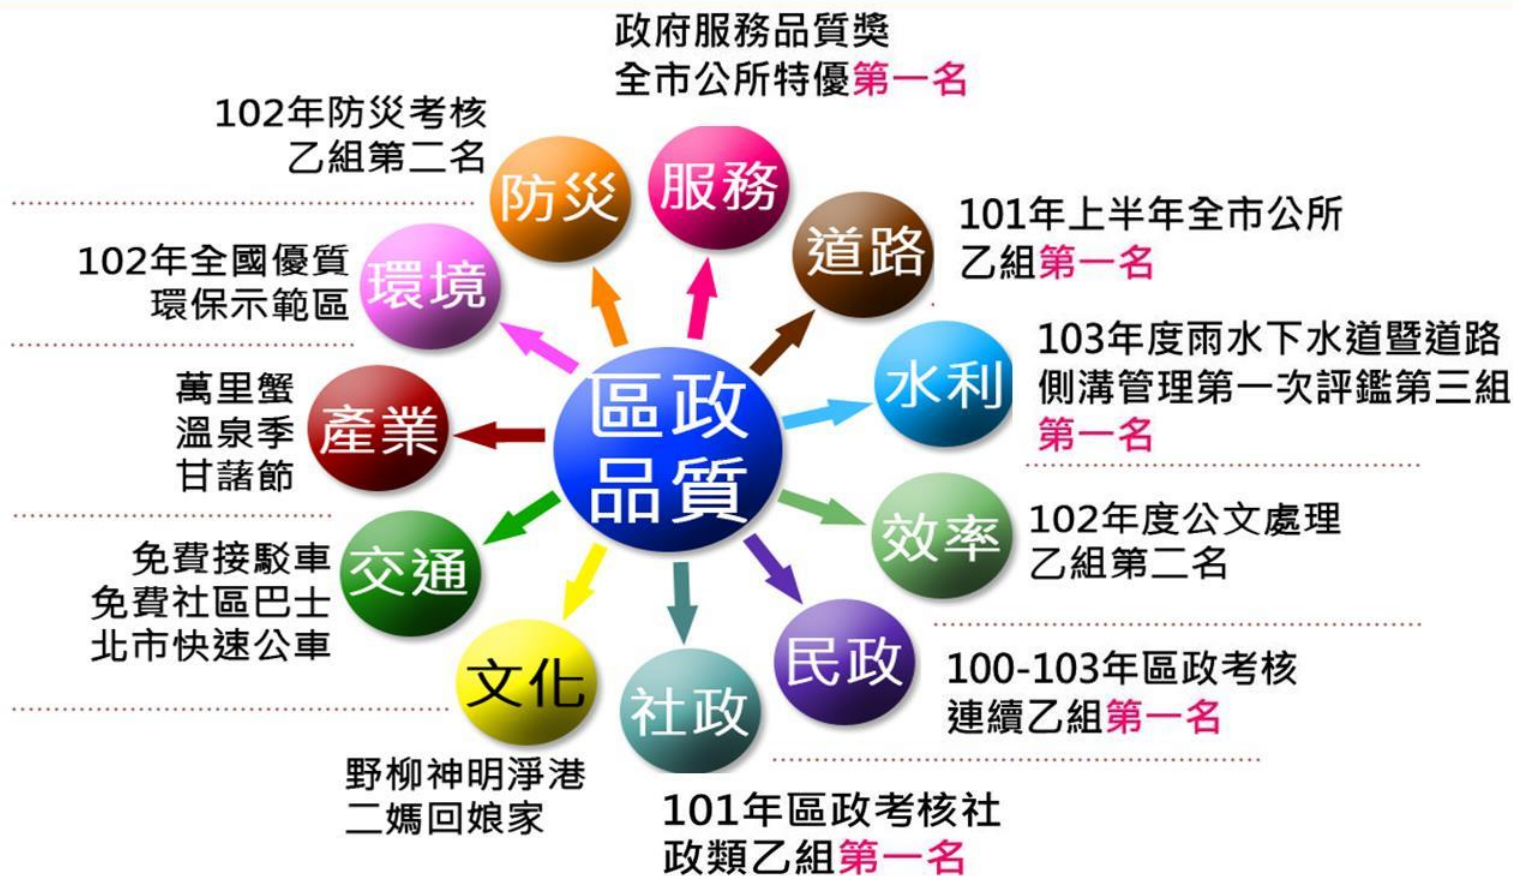 政府服務品質獎
全市公所特優第一名
服務
101年上半年全市公所
乙組第一名
道路
103年度雨水下水道暨道路
側溝管理第一次評鑑第三組
第一名
水利
102年度公文處理
乙組第二名
效率
100-103年區政考核
連續乙組第一名
民政
101年區政考核社
政類乙組第一名
社政
野柳神明淨港
二媽回娘家
文化
免費接駁車
免費社區巴士
北市快速公車
交通
萬里蟹
溫泉季
甘藷節
產業
102年全國優質
環保示範區
環境
102年防災考核
乙組第二名
防災
區政
品質